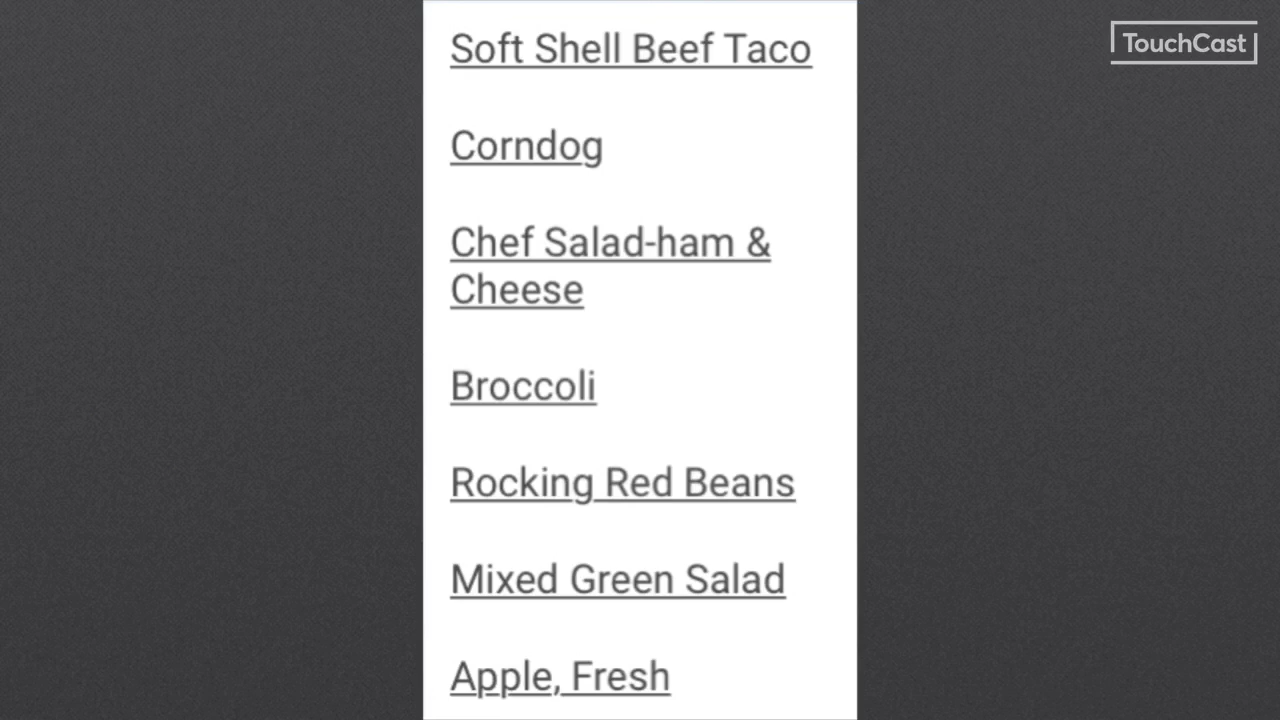 TouchCast
Soft Shell Beef Taco
Corndog
Chef Salad-ham &
Cheese
Broccoli
Rocking Red Beans
Mixed Green Salad
Apple, Fresh